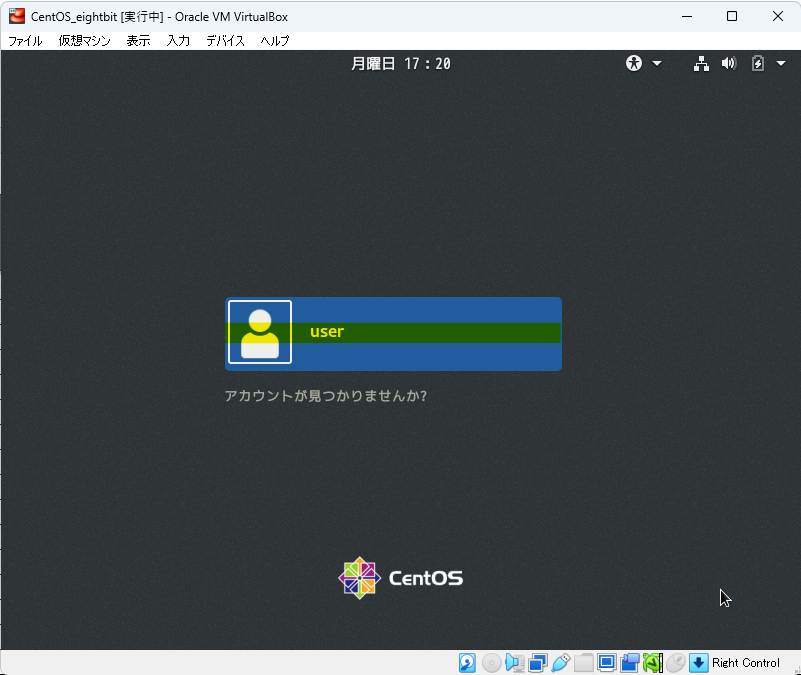 CentOS_eightbit [実行中] - Oracle VM VirtualBox
ファイル 仮想マシン 表示 入力 デバイス ヘルプ
月曜日 17：20
user
アカウントが見つかりませんか?
CentOS
Right Control